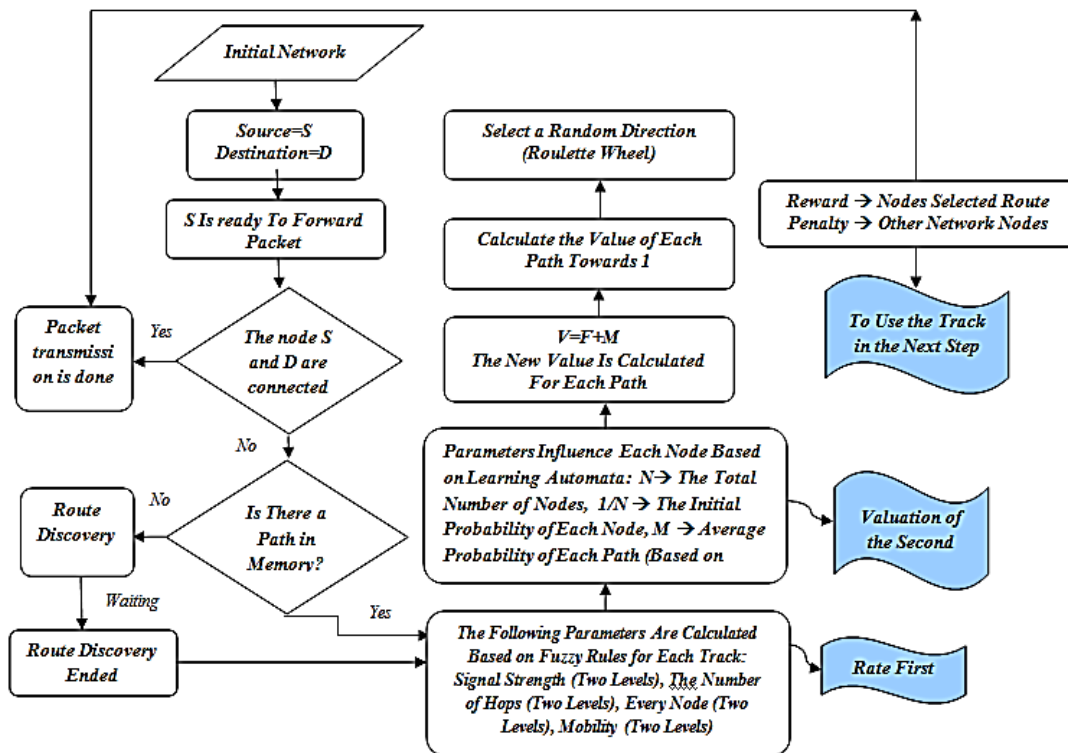 Initial Network
Source=S
Destination=D
S Is ready To Forward
Packet
The node S
and D are
connected
Yes
Packet
transmissi
on is done
No
Is There a
Path in
Memory?
No
Route
Discovery
Waiting
Route Discovery
Ended
Yes
The Following Parameters Are Calculated
Based on Fuzzy Rules for Each Track:
Signal Strength (Two Levels), The Number
of Hops (Two Levels), Every Node (Two
Levels), Mobility (Two Levels)
Rate First
Parameters Influence Each Node Based
on Learning Automata: N→ The Total
Number of Nodes, 1/N → The Initial
Probability of Each Node, M → Average
Probability of Each Path (Based on
Valuation of
the Second
V=F+M
The New Value Is Calculated
For Each Path
Calculate the Value of Each
Path Towards 1
Select a Random Direction
(Roulette Wheel)
Reward → Nodes Selected Route
Penalty → Other Network Nodes
To Use the Track
in the Next Step